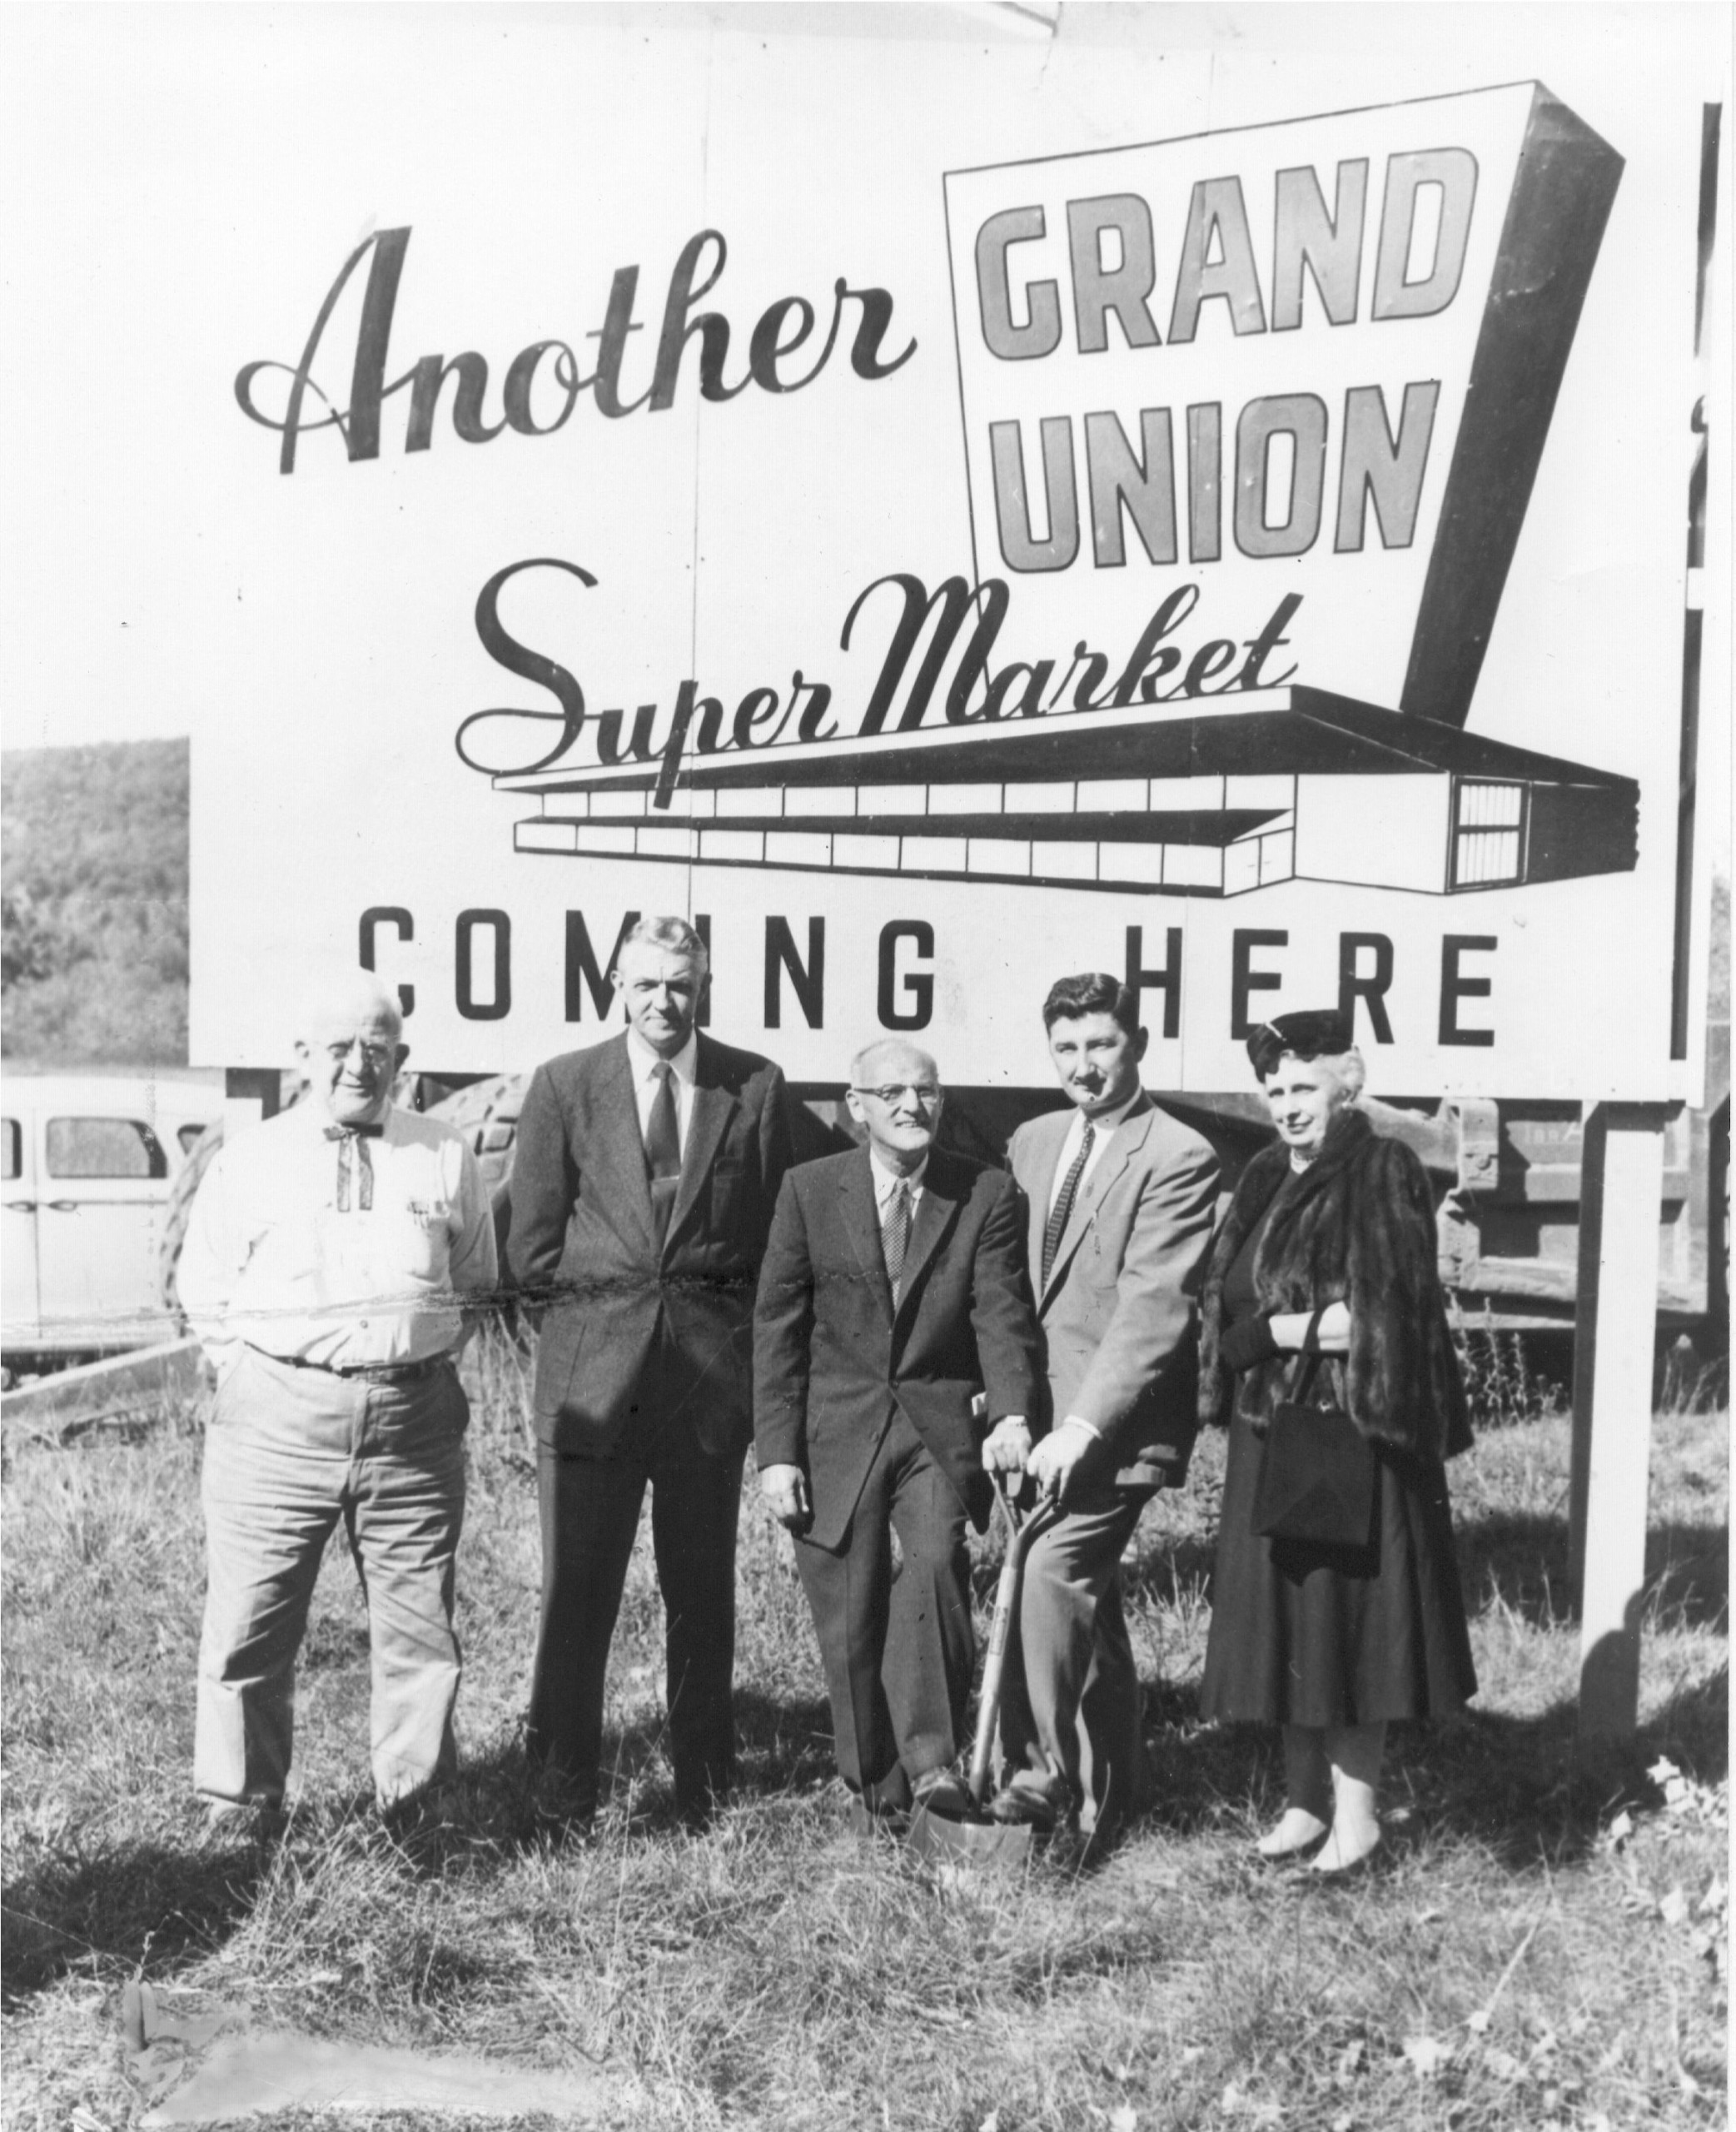 Another
GRAND
UNION
Super Market
COMING HERE